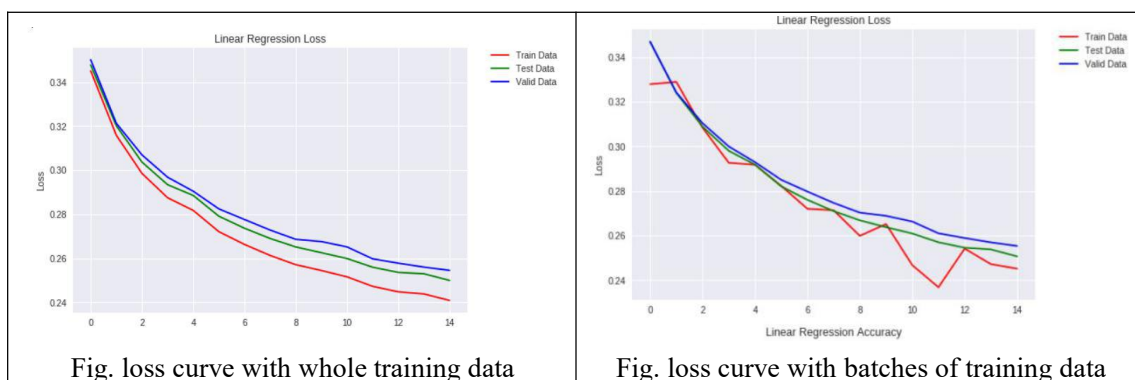 Linear Regression Loss
Train Data
Test Data
Valid Data
0.34
0.32
0.30
0.28
0.26
0.24
Loss
0 2 4 6 8 10 12 14
Fig. loss curve with whole training data
Linear Regression Loss
Train Data
Test Data
Valid Data
0.34
0.32
0.30
0.28
0.26
0.24
Loss
0 2 4 6 8 10 12 14
Linear Regression Accuracy
Fig. loss curve with batches of training data